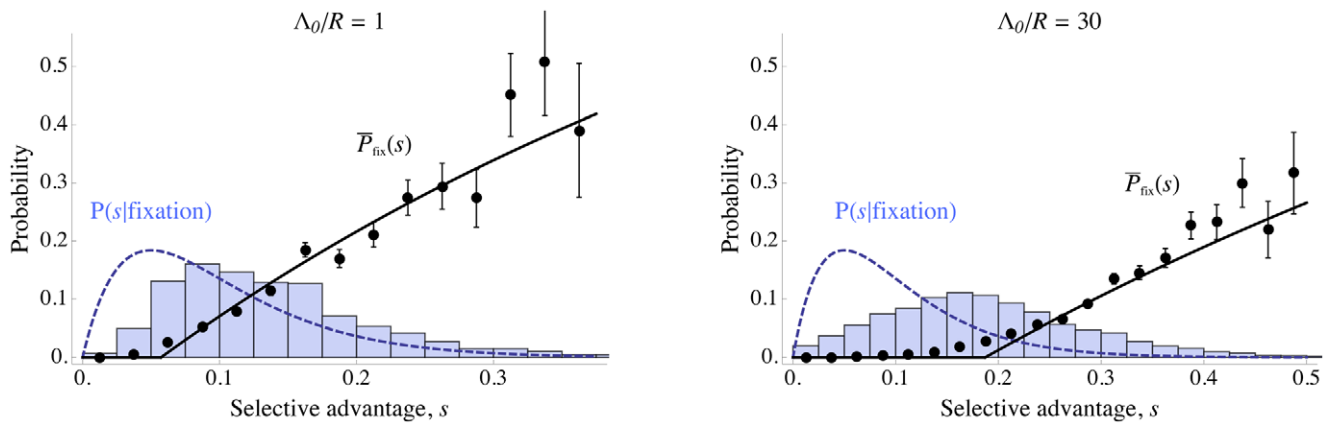 Λ₀/R = 1
0.5
0.4
0.3
0.2
0.1
0.
Probability
P̅fix(s)
P(s|fixation)
0.
0.1
0.2
0.3
Selective advantage, s
Λ₀/R = 30
0.5
0.4
0.3
0.2
0.1
0.
Probability
P̅fix(s)
P(s|fixation)
0.
0.1
0.2
0.3
0.4
0.5
Selective advantage, s